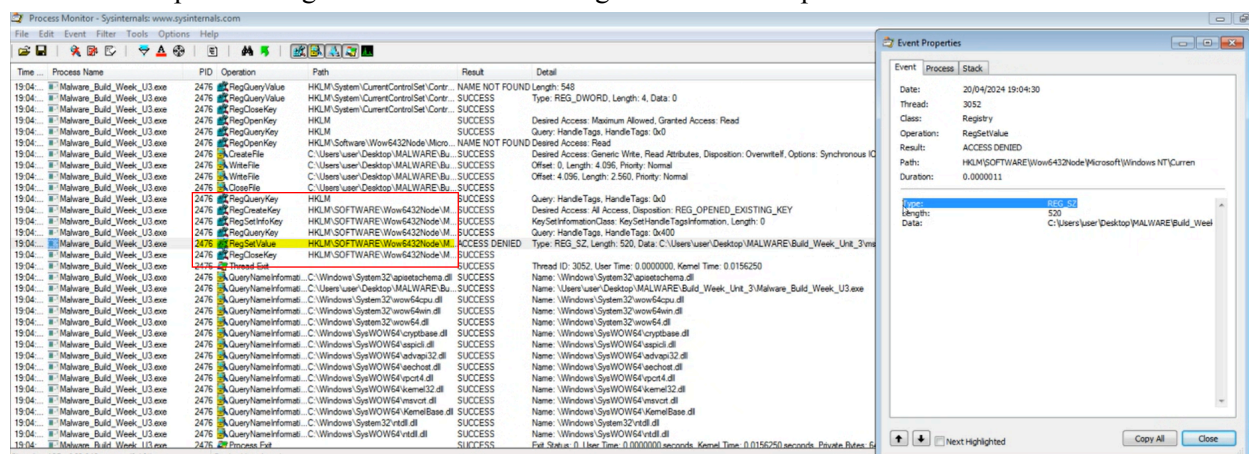 Process Monitor - Sysinternals: www.sysinternals.com
File Edit Event Filter Tools Options Help
Time ... Process Name PID Operation Path Result Detail
19:04:... Malware_Build_Week_U3.exe 2476 RegQueryValue HKLM\System\CurrentControlSet\Contr... NAME NOT FOUND Length: 548
19:04:... Malware_Build_Week_U3.exe 2476 RegQueryValue HKLM\System\CurrentControlSet\Contr... SUCCESS Type: REG_DWORD, Length: 4, Data: 0
19:04:... Malware_Build_Week_U3.exe 2476 RegCloseKey HKLM\System\CurrentControlSet\Contr... SUCCESS
19:04:... Malware_Build_Week_U3.exe 2476 RegOpenKey HKLM SUCCESS Desired Access: Maximum Allowed, Granted Access: Read
19:04:... Malware_Build_Week_U3.exe 2476 RegQueryKey HKLM SUCCESS Query: HandleTags, HandleTags: 0x0
19:04:... Malware_Build_Week_U3.exe 2476 RegOpenKey HKLM\Software\Wow6432Node\Micro... NAME NOT FOUND Desired Access: Read
19:04:... Malware_Build_Week_U3.exe 2476 CreateFile C:\Users\user\Desktop\MALWARE\Bu... SUCCESS Desired Access: Generic Write, Read Attributes, Disposition: OverwriteIf, Options: Synchronous IO
19:04:... Malware_Build_Week_U3.exe 2476 WriteFile C:\Users\user\Desktop\MALWARE\Bu... SUCCESS Offset: 0, Length: 4.096, Priority: Normal
19:04:... Malware_Build_Week_U3.exe 2476 WriteFile C:\Users\user\Desktop\MALWARE\Bu... SUCCESS Offset: 4.096, Length: 2.560, Priority: Normal
19:04:... Malware_Build_Week_U3.exe 2476 CloseFile C:\Users\user\Desktop\MALWARE\Bu... SUCCESS
19:04:... Malware_Build_Week_U3.exe 2476 RegQueryKey HKLM SUCCESS Query: HandleTags, HandleTags: 0x0
19:04:... Malware_Build_Week_U3.exe 2476 RegCreateKey HKLM\SOFTWARE\Wow6432Node\M... SUCCESS Desired Access: All Access, Disposition: REG_OPENED_EXISTING_KEY
19:04:... Malware_Build_Week_U3.exe 2476 RegSetInfoKey HKLM\SOFTWARE\Wow6432Node\M... SUCCESS KeySetInformationClass: KeySetHandleTagsInformation, Length: 0
19:04:... Malware_Build_Week_U3.exe 2476 RegQueryKey HKLM\SOFTWARE\Wow6432Node\M... SUCCESS Query: HandleTags, HandleTags: 0x400
19:04:... Malware_Build_Week_U3.exe 2476 RegSetValue HKLM\SOFTWARE\Wow6432Node\M... ACCESS DENIED Type: REG_SZ, Length: 520, Data: C:\Users\user\Desktop\MALWARE\Build_Week_Unit_3\ms
19:04:... Malware_Build_Week_U3.exe 2476 RegCloseKey HKLM\SOFTWARE\Wow6432Node\M... SUCCESS
19:04:... Malware_Build_Week_U3.exe 2476 Thread Exit SUCCESS Thread ID: 3052, User Time: 0.0000000, Kernel Time: 0.0156250
19:04:... Malware_Build_Week_U3.exe 2476 QueryNameInformati... C:\Windows\System32\apisetschema.dll SUCCESS Name: \Windows\System32\apisetschema.dll
19:04:... Malware_Build_Week_U3.exe 2476 QueryNameInformati... C:\Users\user\Desktop\MALWARE\Bu... SUCCESS Name: \Users\user\Desktop\MALWARE\Build_Week_Unit_3\Malware_Build_Week_U3.exe
19:04:... Malware_Build_Week_U3.exe 2476 QueryNameInformati... C:\Windows\System32\wow64cpu.dll SUCCESS Name: \Windows\System32\wow64cpu.dll
19:04:... Malware_Build_Week_U3.exe 2476 QueryNameInformati... C:\Windows\System32\wow64win.dll SUCCESS Name: \Windows\System32\wow64win.dll
19:04:... Malware_Build_Week_U3.exe 2476 QueryNameInformati... C:\Windows\System32\wow64.dll SUCCESS Name: \Windows\System32\wow64.dll
19:04:... Malware_Build_Week_U3.exe 2476 QueryNameInformati... C:\Windows\SysWOW64\cryptbase.dll SUCCESS Name: \Windows\SysWOW64\cryptbase.dll
19:04:... Malware_Build_Week_U3.exe 2476 QueryNameInformati... C:\Windows\SysWOW64\sspicli.dll SUCCESS Name: \Windows\SysWOW64\sspicli.dll
19:04:... Malware_Build_Week_U3.exe 2476 QueryNameInformati... C:\Windows\SysWOW64\advapi32.dll SUCCESS Name: \Windows\SysWOW64\advapi32.dll
19:04:... Malware_Build_Week_U3.exe 2476 QueryNameInformati... C:\Windows\SysWOW64\sechost.dll SUCCESS Name: \Windows\SysWOW64\sechost.dll
19:04:... Malware_Build_Week_U3.exe 2476 QueryNameInformati... C:\Windows\SysWOW64\rpcrt4.dll SUCCESS Name: \Windows\SysWOW64\rpcrt4.dll
19:04:... Malware_Build_Week_U3.exe 2476 QueryNameInformati... C:\Windows\SysWOW64\kernel32.dll SUCCESS Name: \Windows\SysWOW64\kernel32.dll
19:04:... Malware_Build_Week_U3.exe 2476 QueryNameInformati... C:\Windows\SysWOW64\msvcrt.dll SUCCESS Name: \Windows\SysWOW64\msvcrt.dll
19:04:... Malware_Build_Week_U3.exe 2476 QueryNameInformati... C:\Windows\SysWOW64\KernelBase.dll SUCCESS Name: \Windows\SysWOW64\KernelBase.dll
19:04:... Malware_Build_Week_U3.exe 2476 QueryNameInformati... C:\Windows\System32\ntdll.dll SUCCESS Name: \Windows\System32\ntdll.dll
19:04:... Malware_Build_Week_U3.exe 2476 QueryNameInformati... C:\Windows\SysWOW64\ntdll.dll SUCCESS Name: \Windows\SysWOW64\ntdll.dll
19:04:... Malware_Build_Week_U3.exe 2476 Process Exit SUCCESS Exit Status: 0, User Time: 0.0000000 seconds, Kernel Time: 0.0156250 seconds, Private Bytes:
Event Properties
Event Process Stack
Date: 20/04/2024 19:04:30
Thread: 3052
Class: Registry
Operation: RegSetValue
Result: ACCESS DENIED
Path: HKLM\SOFTWARE\Wow6432Node\Microsoft\Windows NT\Curren
Duration: 0.0000011
Type: REG_SZ
Length: 520
Data: C:\Users\user\Desktop\MALWARE\Build_Week
Next Highlighted
Copy All
Close